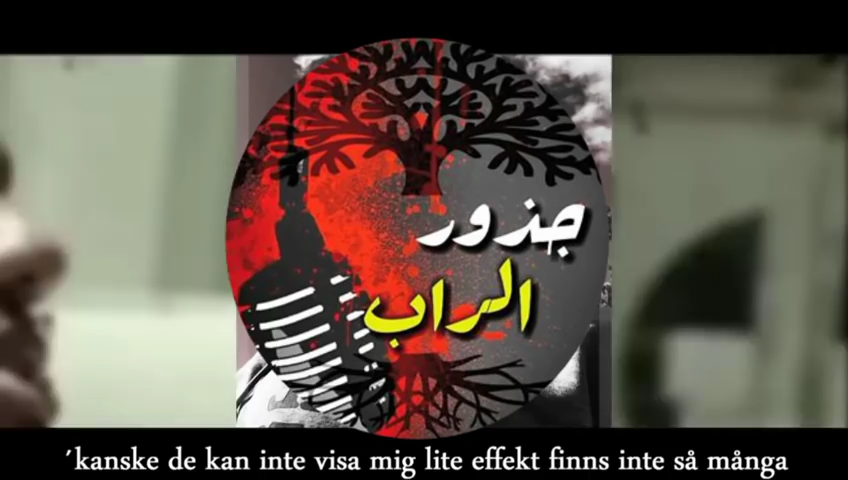 جذور
الراب
´kanske de kan inte visa mig lite effekt finns inte så många